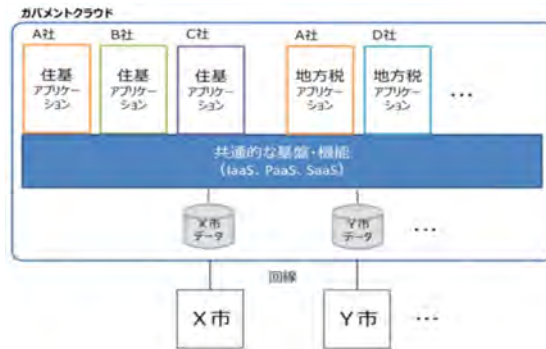 ガバメントクラウド
A社
B社
C社
A社
D社
住基
アプリケー
ション
住基
アプリケー
ション
住基
アプリケー
ション
地方税
アプリケー
ション
地方税
アプリケー
ション
...
共通的な基盤・機能
(IaaS、PaaS、SaaS)
X市
データ
Y市
データ
...
回線
X市
Y市
...